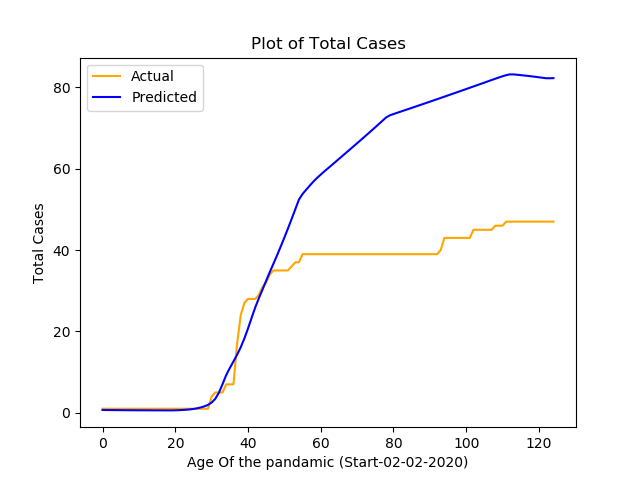 Plot of Total Cases
Actual
Predicted
Total Cases
80
60
40
20
0
0 20 40 60 80 100 120
Age Of the pandamic (Start-02-02-2020)